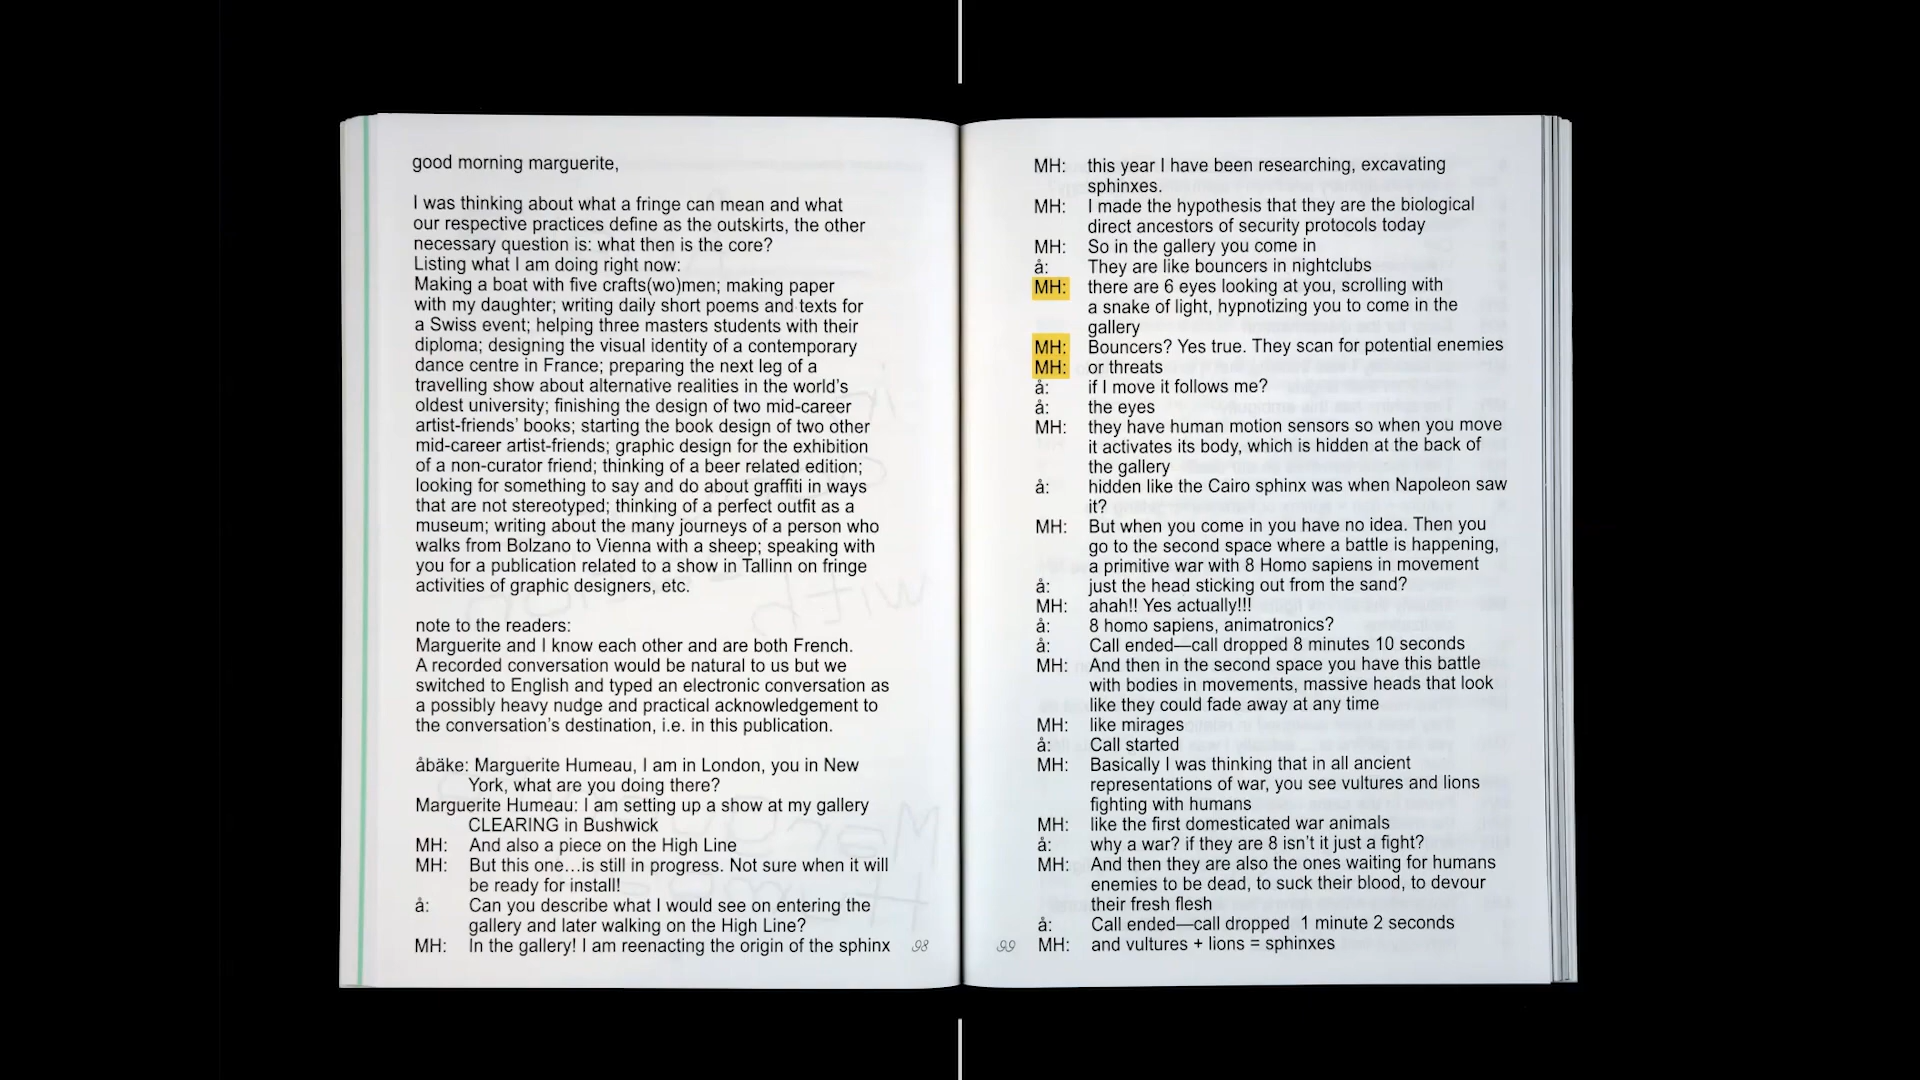 good morning marguerite,
I was thinking about what a fringe can mean and what
our respective practices define as the outskirts, the other
necessary question is: what then is the core?
Listing what I am doing right now:
Making a boat with five crafts(wo)men; making paper
with my daughter; writing daily short poems and texts for
a Swiss event; helping three masters students with their
diploma; designing the visual identity of a contemporary
dance centre in France; preparing the next leg of a
travelling show about alternative realities in the world's
oldest university; finishing the design of two mid-career
artist-friends' books; starting the book design of two other
mid-career artist-friends; graphic design for the exhibition
of a non-curator friend; thinking of a beer related edition;
looking for something to say and do about graffiti in ways
that are not stereotyped; thinking of a perfect outfit as a
museum; writing about the many journeys of a person who
walks from Bolzano to Vienna with a sheep; speaking with
you for a publication related to a show in Tallinn on fringe
activities of graphic designers, etc.
note to the readers:
Marguerite and I know each other and are both French.
A recorded conversation would be natural to us but we
switched to English and typed an electronic conversation as
a possibly heavy nudge and practical acknowledgement to
the conversation's destination, i.e. in this publication.
åbäke: Marguerite Humeau, I am in London, you in New
York, what are you doing there?
Marguerite Humeau: I am setting up a show at my gallery
CLEARING in Bushwick
MH: And also a piece on the High Line
MH: But this one…is still in progress. Not sure when it will
be ready for install!
å: Can you describe what I would see on entering the
gallery and later walking on the High Line?
MH: In the gallery! I am reenacting the origin of the sphinx
98
MH: this year I have been researching, excavating
sphinxes.
MH: I made the hypothesis that they are the biological
direct ancestors of security protocols today
MH: So in the gallery you come in
å: They are like bouncers in nightclubs
MH: there are 6 eyes looking at you, scrolling with
a snake of light, hypnotizing you to come in the
gallery
MH: Bouncers? Yes true. They scan for potential enemies
MH: or threats
å: if I move it follows me?
å: the eyes
MH: they have human motion sensors so when you move
it activates its body, which is hidden at the back of
the gallery
å: hidden like the Cairo sphinx was when Napoleon saw
it?
MH: But when you come in you have no idea. Then you
go to the second space where a battle is happening,
a primitive war with 8 Homo sapiens in movement
å: just the head sticking out from the sand?
MH: ahah!! Yes actually!!!
å: 8 homo sapiens, animatronics?
å: Call ended—call dropped 8 minutes 10 seconds
MH: And then in the second space you have this battle
with bodies in movements, massive heads that look
like they could fade away at any time
MH: like mirages
å: Call started
MH: Basically I was thinking that in all ancient
representations of war, you see vultures and lions
fighting with humans
MH: like the first domesticated war animals
å: why a war? if they are 8 isn't it just a fight?
MH: And then they are also the ones waiting for humans
enemies to be dead, to suck their blood, to devour
their fresh flesh
å: Call ended—call dropped 1 minute 2 seconds
MH: and vultures + lions = sphinxes
99